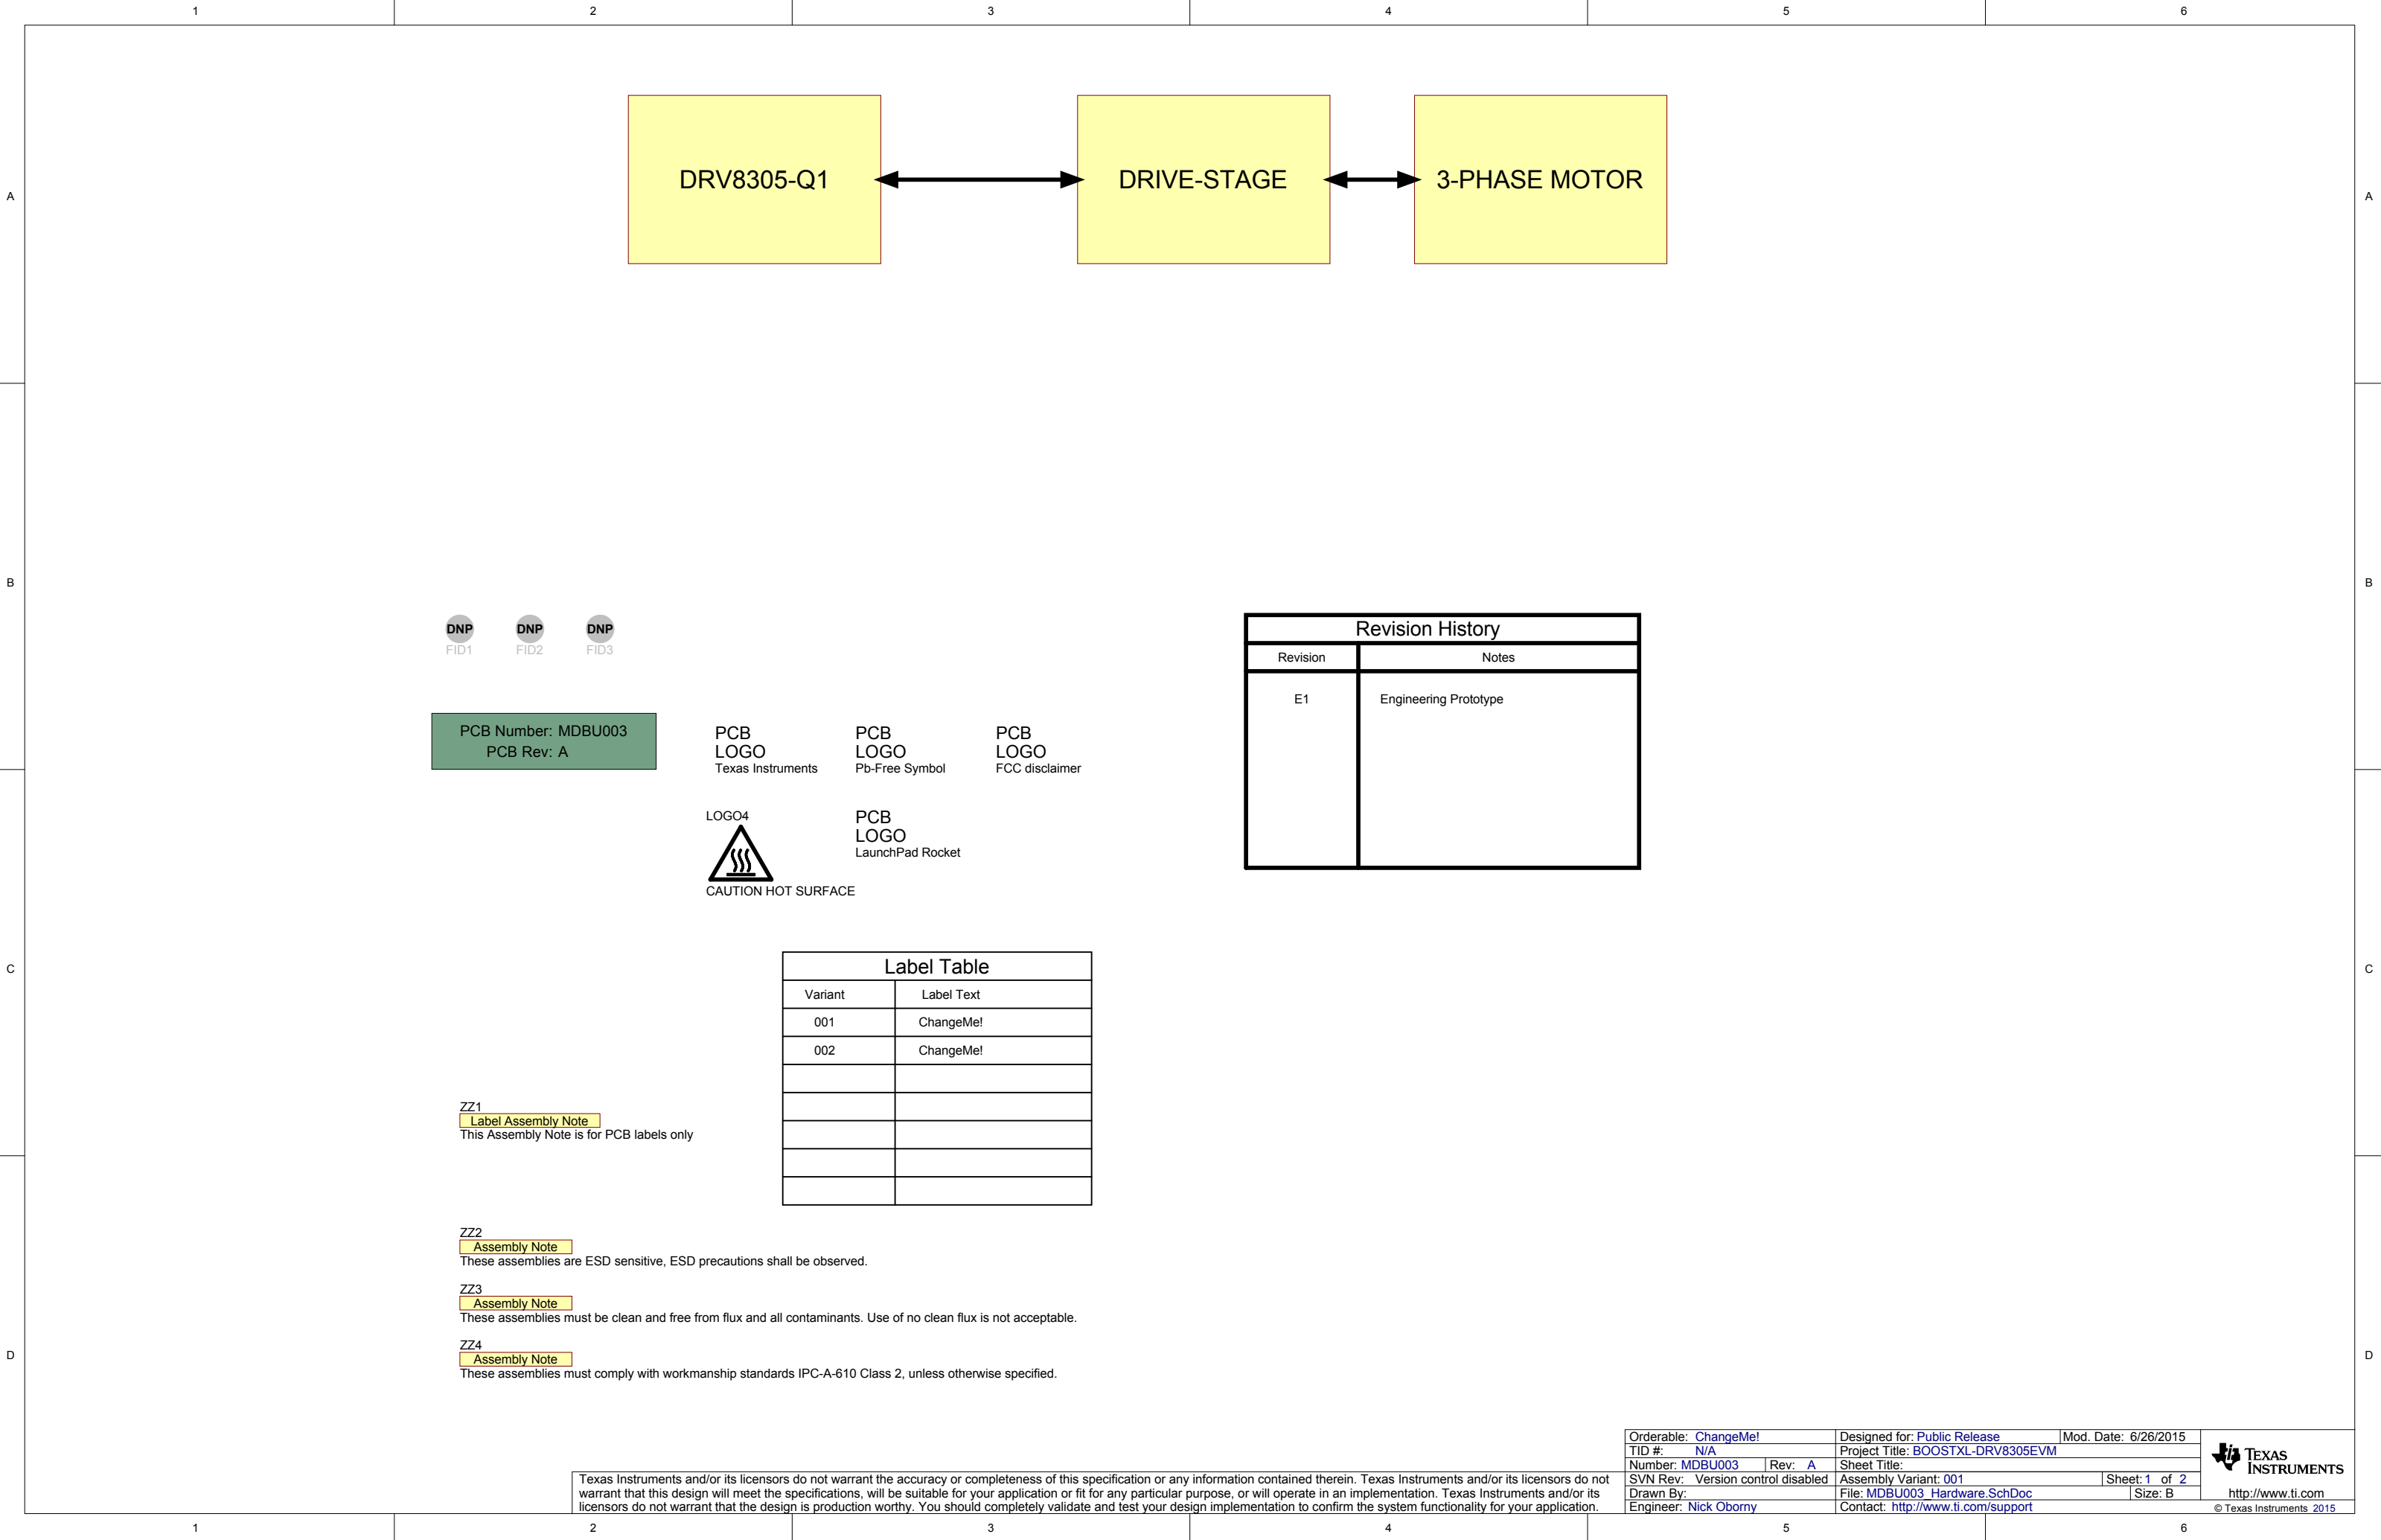 1 2 3 4 5 6
DRV8305-Q1
DRIVE-STAGE
3-PHASE MOTOR
A A
B B
DNP DNP DNP
FID1 FID2 FID3
Revision History
Revision Notes
E1 Engineering Prototype
PCB Number: MDBU003
PCB Rev: A
PCB
LOGO
Texas Instruments
PCB
LOGO
Pb-Free Symbol
PCB
LOGO
FCC disclaimer
LOGO4
CAUTION HOT SURFACE
PCB
LOGO
LaunchPad Rocket
C C
Label Table
Variant Label Text
001 ChangeMe!
002 ChangeMe!
ZZ1
Label Assembly Note
This Assembly Note is for PCB labels only
ZZ2
Assembly Note
These assemblies are ESD sensitive, ESD precautions shall be observed.
ZZ3
Assembly Note
These assemblies must be clean and free from flux and all contaminants. Use of no clean flux is not acceptable.
D D
ZZ4
Assembly Note
These assemblies must comply with workmanship standards IPC-A-610 Class 2, unless otherwise specified.
Texas Instruments and/or its licensors do not warrant the accuracy or completeness of this specification or any information contained therein. Texas Instruments and/or its licensors do not
warrant that this design will meet the specifications, will be suitable for your application or fit for any particular purpose, or will operate in an implementation. Texas Instruments and/or its
licensors do not warrant that the design is production worthy. You should completely validate and test your design implementation to confirm the system functionality for your application.
Orderable: ChangeMe! Designed for: Public Release Mod. Date: 6/26/2015
TID #: N/A Project Title: BOOSTXL-DRV8305EVM
Number: MDBU003 Rev: A Sheet Title:
SVN Rev: Version control disabled Assembly Variant: 001 Sheet: 1 of 2
Drawn By: File: MDBU003_Hardware.SchDoc Size: B
Engineer: Nick Oborny Contact: http://www.ti.com/support
TEXAS
INSTRUMENTS
http://www.ti.com
© Texas Instruments 2015
1 2 3 4 5 6